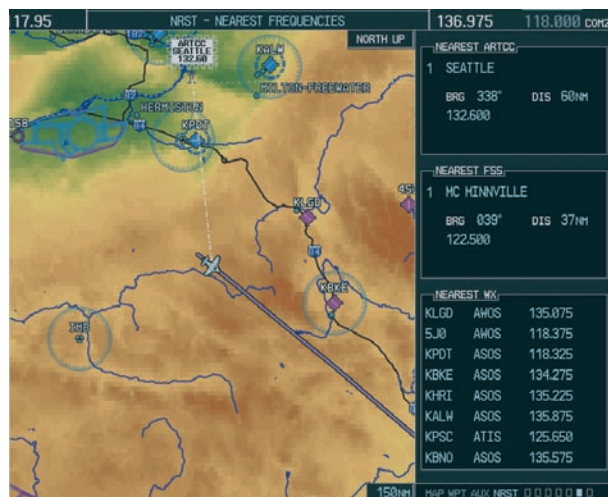 17.95
NRST – NEAREST FREQUENCIES
136.975
118.000 COM2
NORTH UP
ARTCC
SEATTLE
132.60
KALW
MILTON-FREEWATER
HERMISTON
84
KPDT
KLGD
84
KBKE
150NM
NEAREST ARTCC
1 SEATTLE
BRG 338° DIS 60NM
132.600
NEAREST FSS
1 MC MINNVILLE
BRG 039° DIS 37NM
122.500
NEAREST WX
KLGD AWOS 135.075
5J0 AWOS 118.375
KPDT ASOS 118.325
KBKE ASOS 134.275
KHRI ASOS 135.225
KALW ASOS 135.875
KPSC ATIS 125.650
KBNO ASOS 135.575
MAP WPT AUX NRST